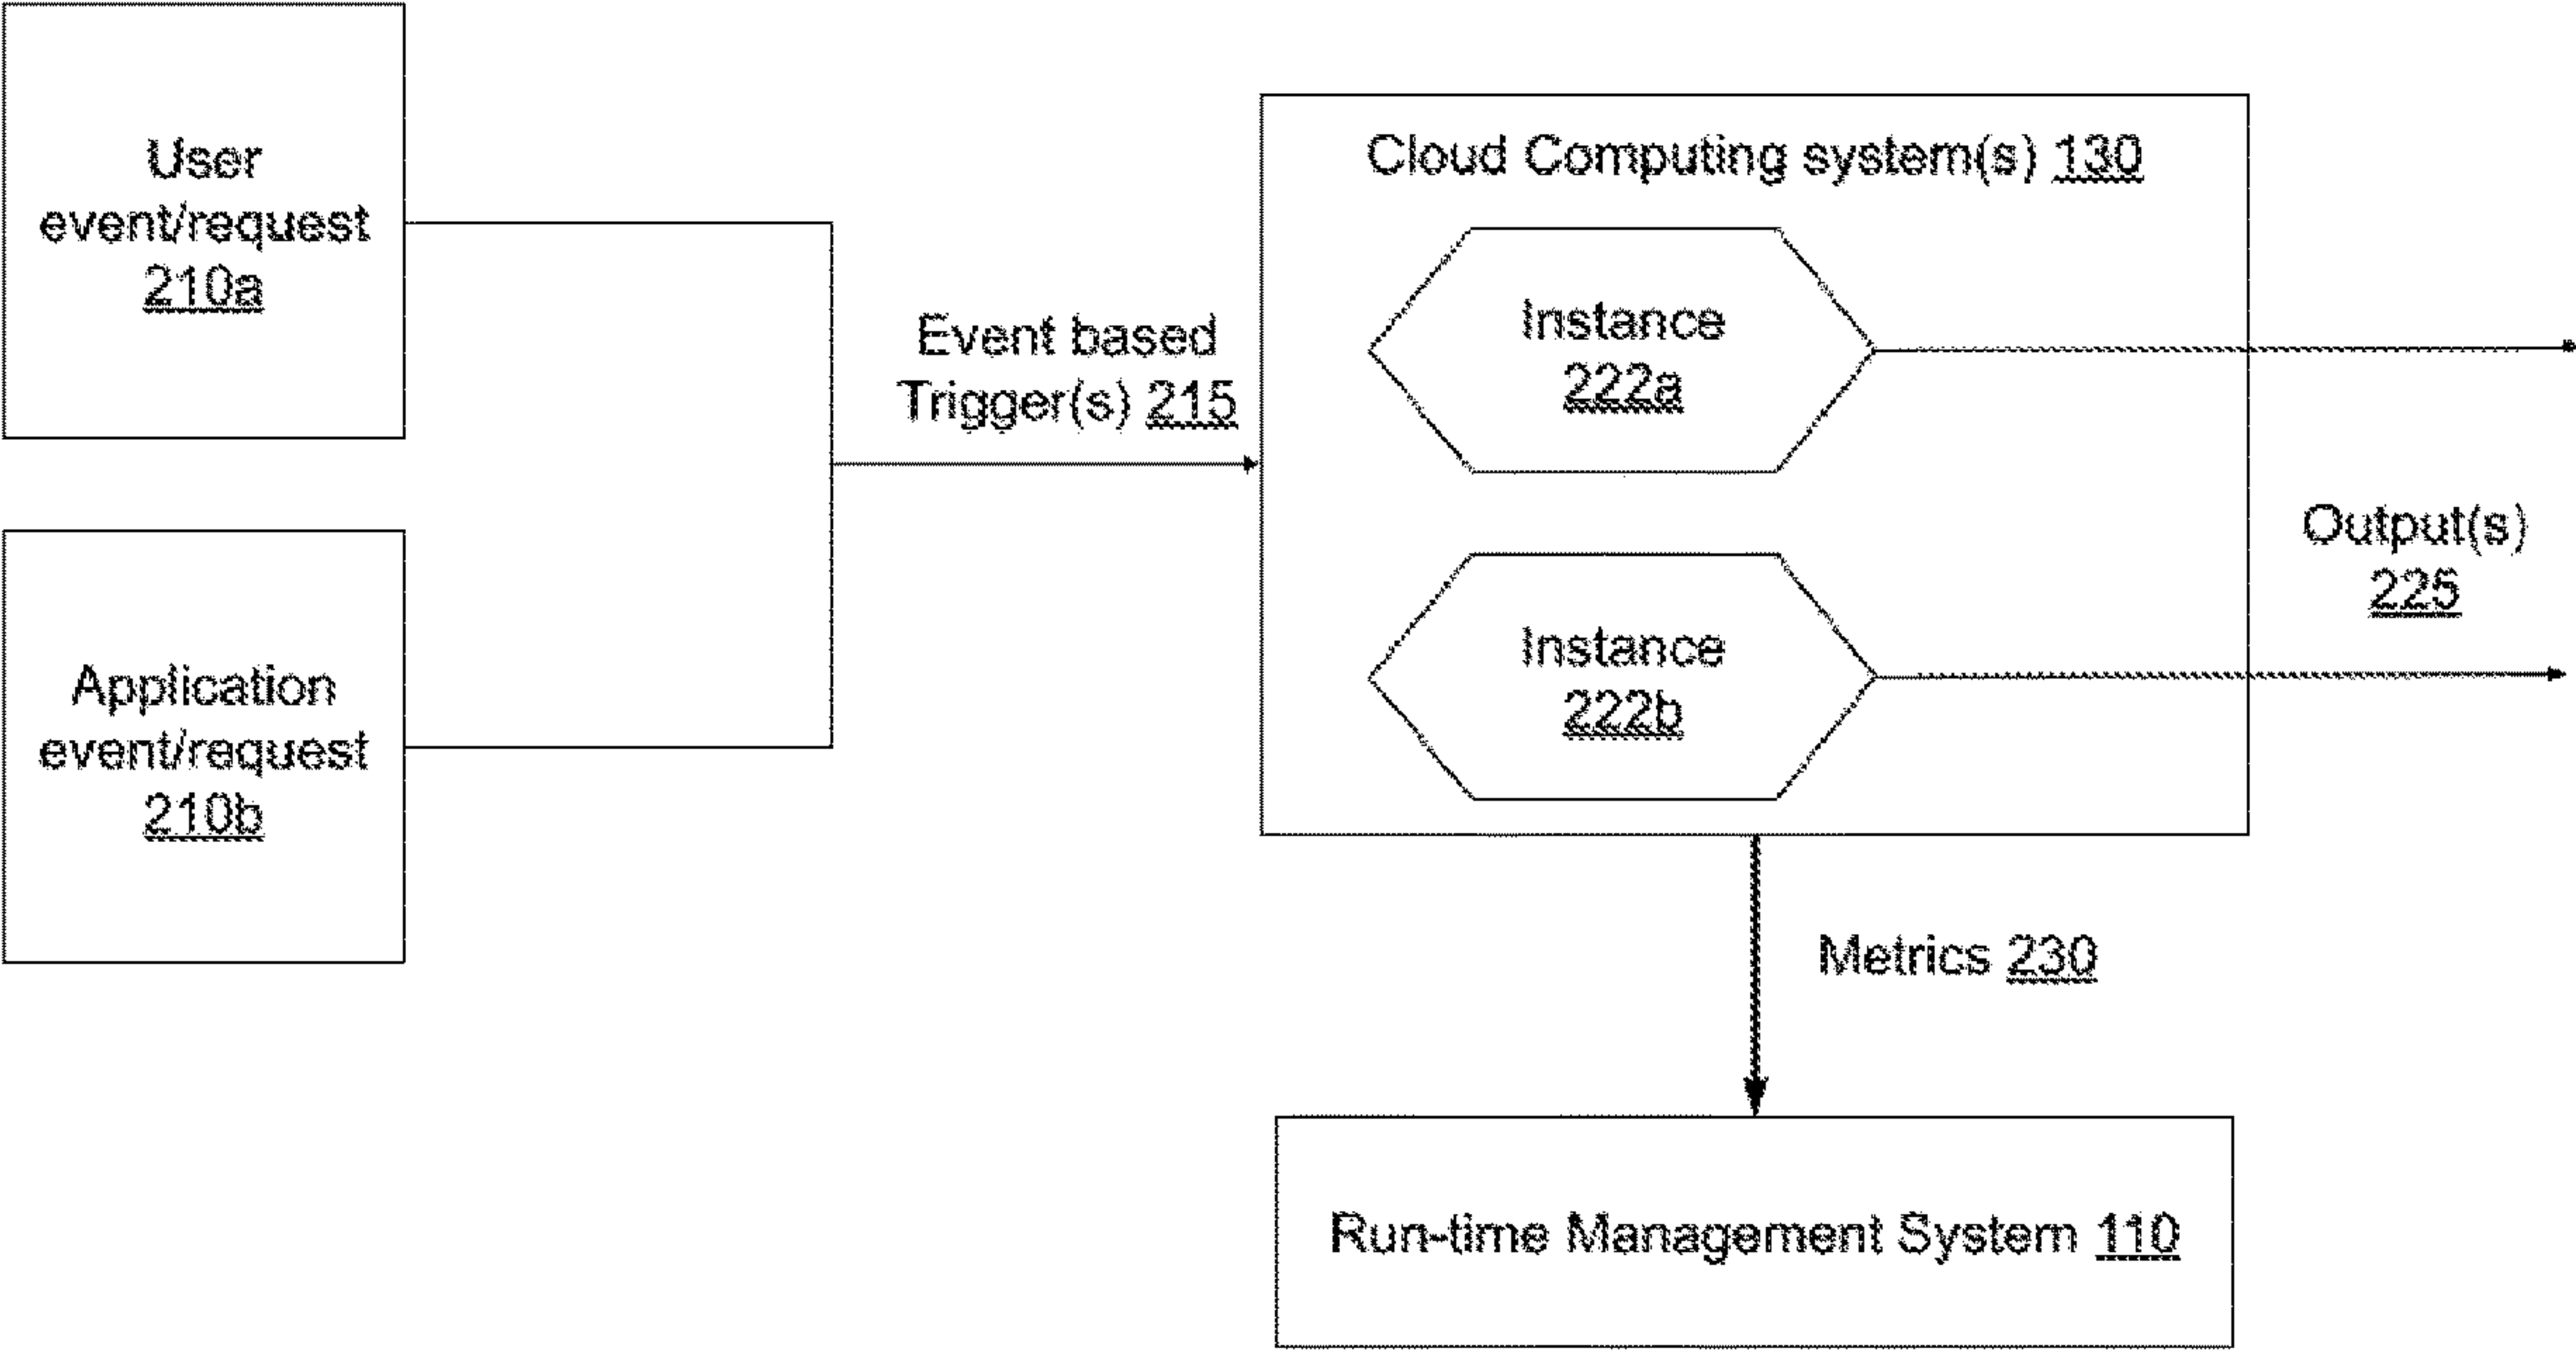 User
event/request
210a
Application
event/request
210b
Event based
Trigger(s) 215
Cloud Computing system(s) 130
Instance
222a
Instance
222b
Output(s)
225
Metrics 230
Run-time Management System 110